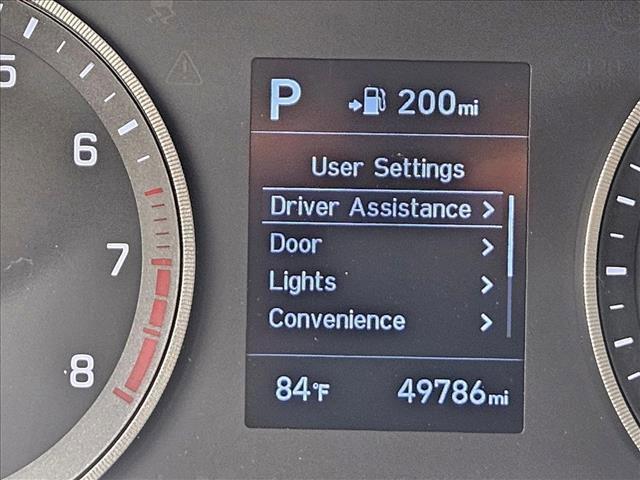 P 200mi
User Settings
Driver Assistance >
Door >
Lights >
Convenience >
84°F 49786mi
5
6
7
8